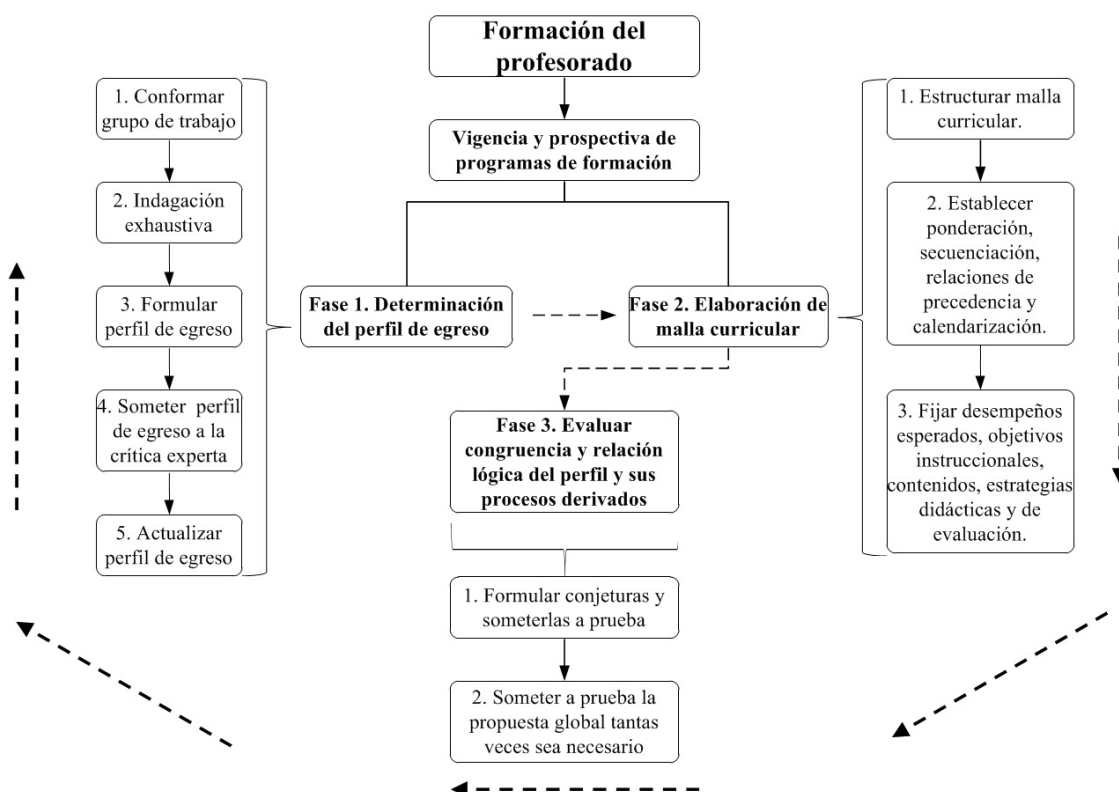 Formación del
profesorado
Vigencia y prospectiva de
programas de formación
1. Conformar
grupo de trabajo
2. Indagación
exhaustiva
3. Formular
perfil de egreso
4. Someter perfil
de egreso a la
crítica experta
5. Actualizar
perfil de egreso
Fase 1. Determinación
del perfil de egreso
Fase 2. Elaboración de
malla curricular
1. Estructurar malla
curricular.
2. Establecer
ponderación,
secuenciación,
relaciones de
precedencia y
calendarización.
3. Fijar desempeños
esperados, objetivos
instruccionales,
contenidos, estrategias
didácticas y de
evaluación.
Fase 3. Evaluar
congruencia y relación
lógica del perfil y sus
procesos derivados
1. Formular conjeturas y
someterlas a prueba
2. Someter a prueba la
propuesta global tantas
veces sea necesario